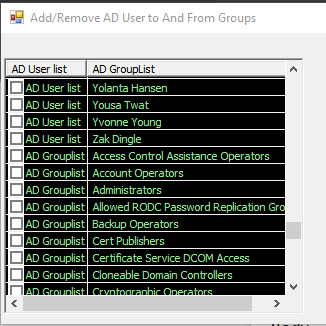 Add/Remove AD User to And From Groups
AD User list AD GroupList
AD User list Yolanta Hansen
AD User list Yousa Twat
AD User list Yvonne Young
AD User list Zak Dingle
AD Grouplist Access Control Assistance Operators
AD Grouplist Account Operators
AD Grouplist Administrators
AD Grouplist Allowed RODC Password Replication Gro
AD Grouplist Backup Operators
AD Grouplist Cert Publishers
AD Grouplist Certificate Service DCOM Access
AD Grouplist Cloneable Domain Controllers
AD Grouplist Cryptographic Operators